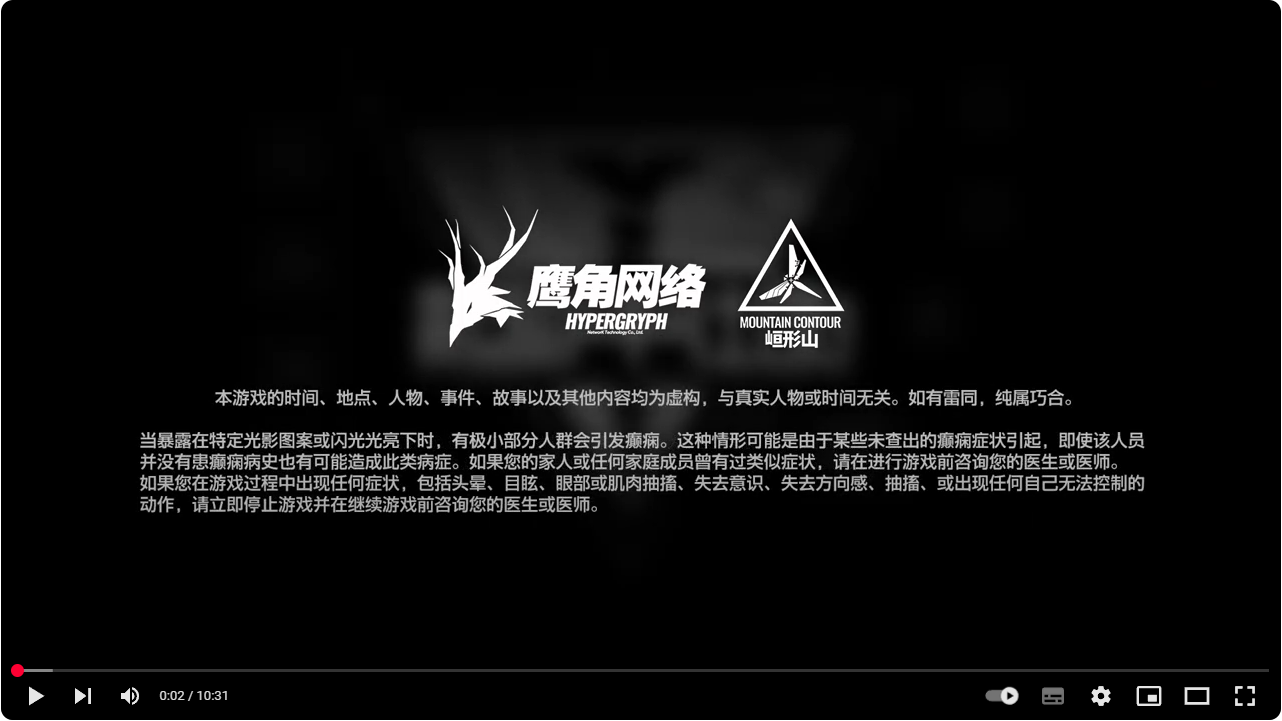 鹰角网络
HYPERGRYPH
Network Technology Co., Ltd.
MOUNTAIN CONTOUR
峘形山
本游戏的时间、地点、人物、事件、故事以及其他内容均为虚构，与真实人物或时间无关。如有雷同，纯属巧合。
当暴露在特定光影图案或闪光光亮下时，有极小部分人群会引发癫痫。这种情形可能是由于某些未查出的癫痫症状引起，即使该人员
并没有患癫痫病史也有可能造成此类病症。如果您的家人或任何家庭成员曾有过类似症状，请在进行游戏前咨询您的医生或医师。
如果您在游戏过程中出现任何症状，包括头晕、目眩、眼部或肌肉抽搐、失去意识、失去方向感、抽搐、或出现任何自己无法控制的
动作，请立即停止游戏并在继续游戏前咨询您的医生或医师。
0:02 / 10:31